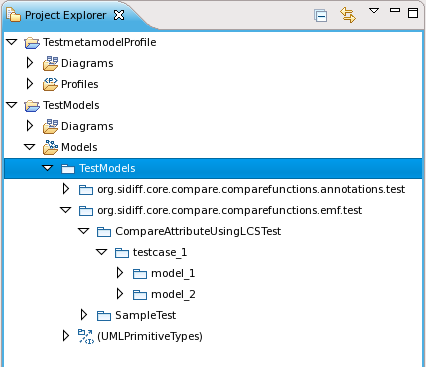 Project Explorer
TestmetamodelProfile
Diagrams
Profiles
TestModels
Diagrams
Models
TestModels
org.sidiff.core.compare.comparefunctions.annotations.test
org.sidiff.core.compare.comparefunctions.emf.test
CompareAttributeUsingLCSTest
testcase_1
model_1
model_2
SampleTest
(UMLPrimitiveTypes)